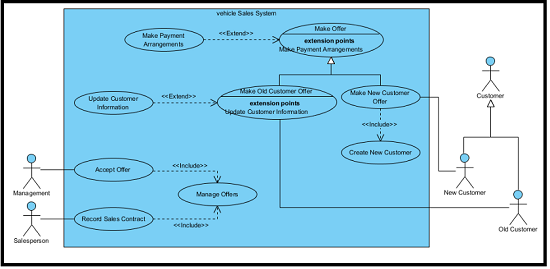 vehicle Sales System
Make Payment
Arrangements
<<Extend>>
Make Offer
extension points
Make Payment Arrangements
Update Customer
Information
<<Extend>>
Make Old Customer Offer
extension points
Update Customer Information
Make New Customer
Offer
Customer
<<Include>>
Create New Customer
Accept Offer
<<Include>>
Management
Manage Offers
New Customer
Record Sales Contract
<<Include>>
Salesperson
Old Customer